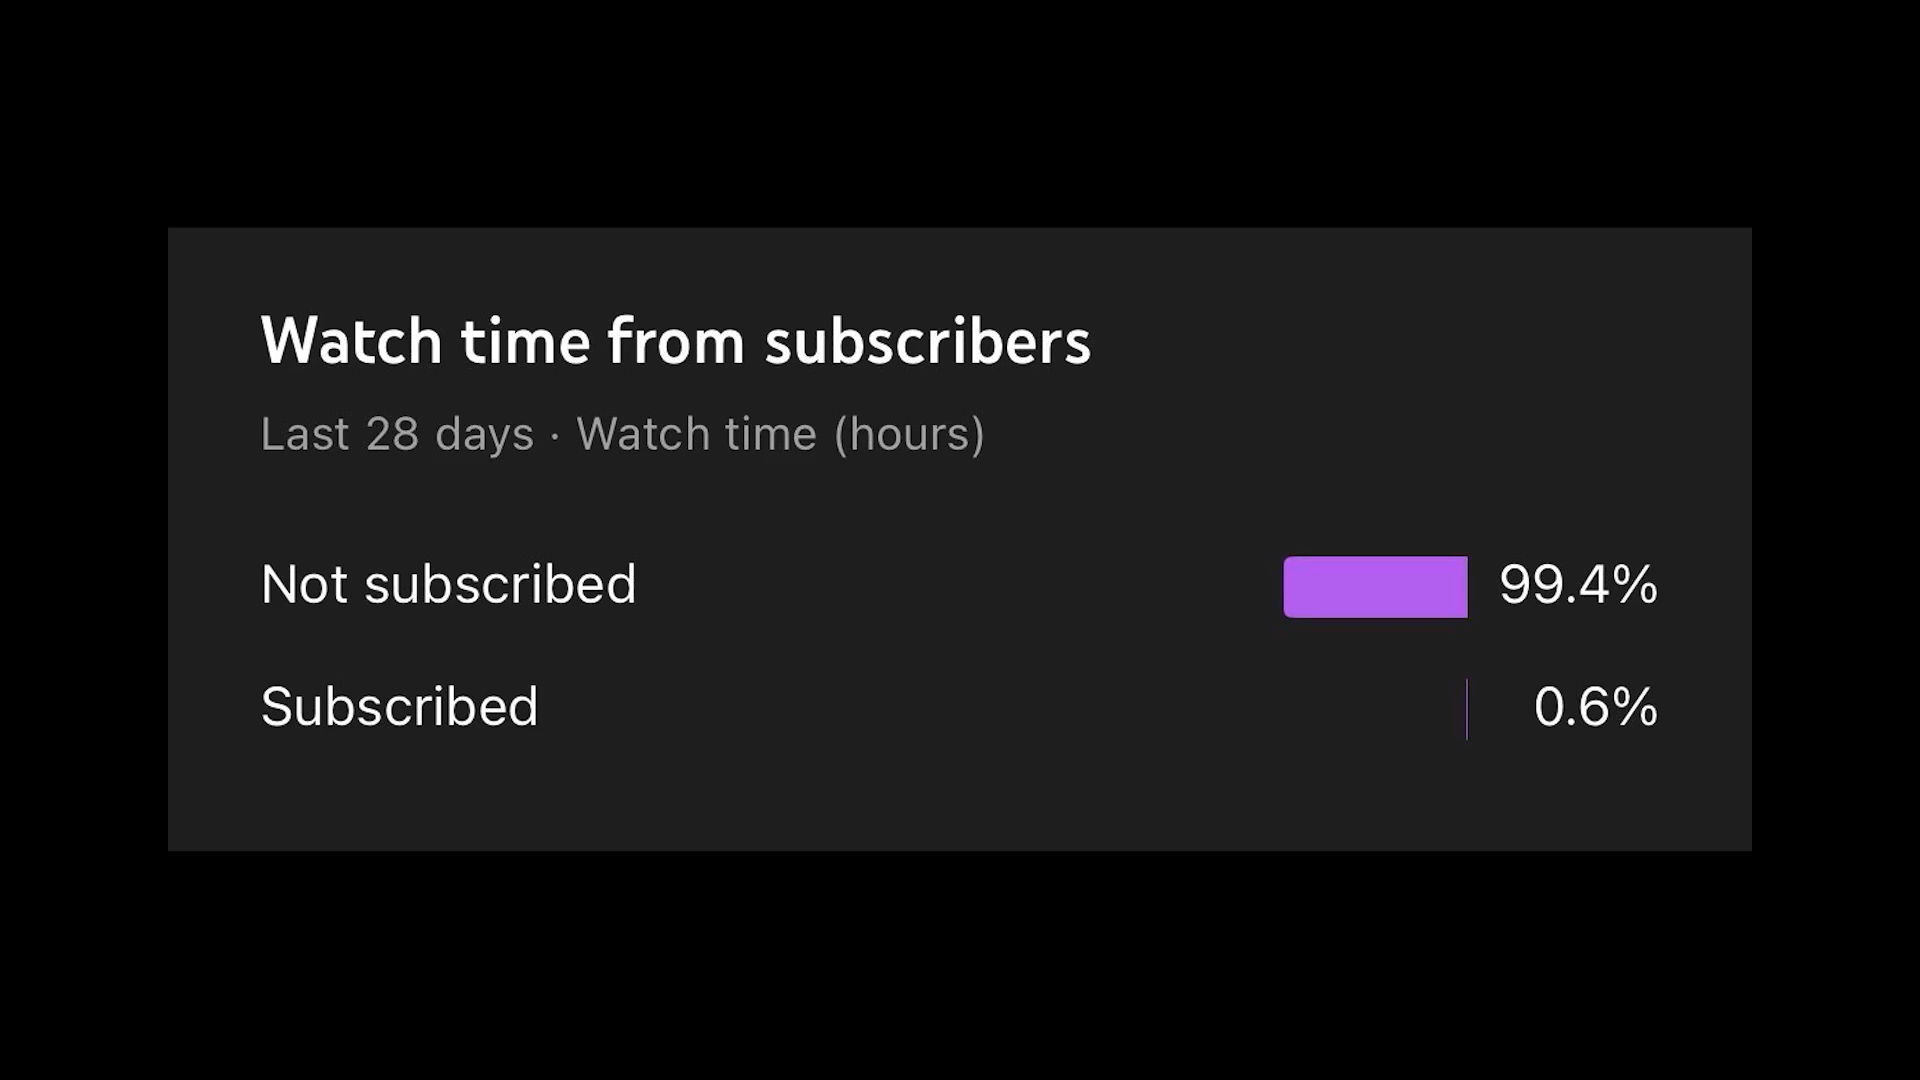 Watch time from subscribers
Last 28 days · Watch time (hours)
Not subscribed 99.4%
Subscribed 0.6%